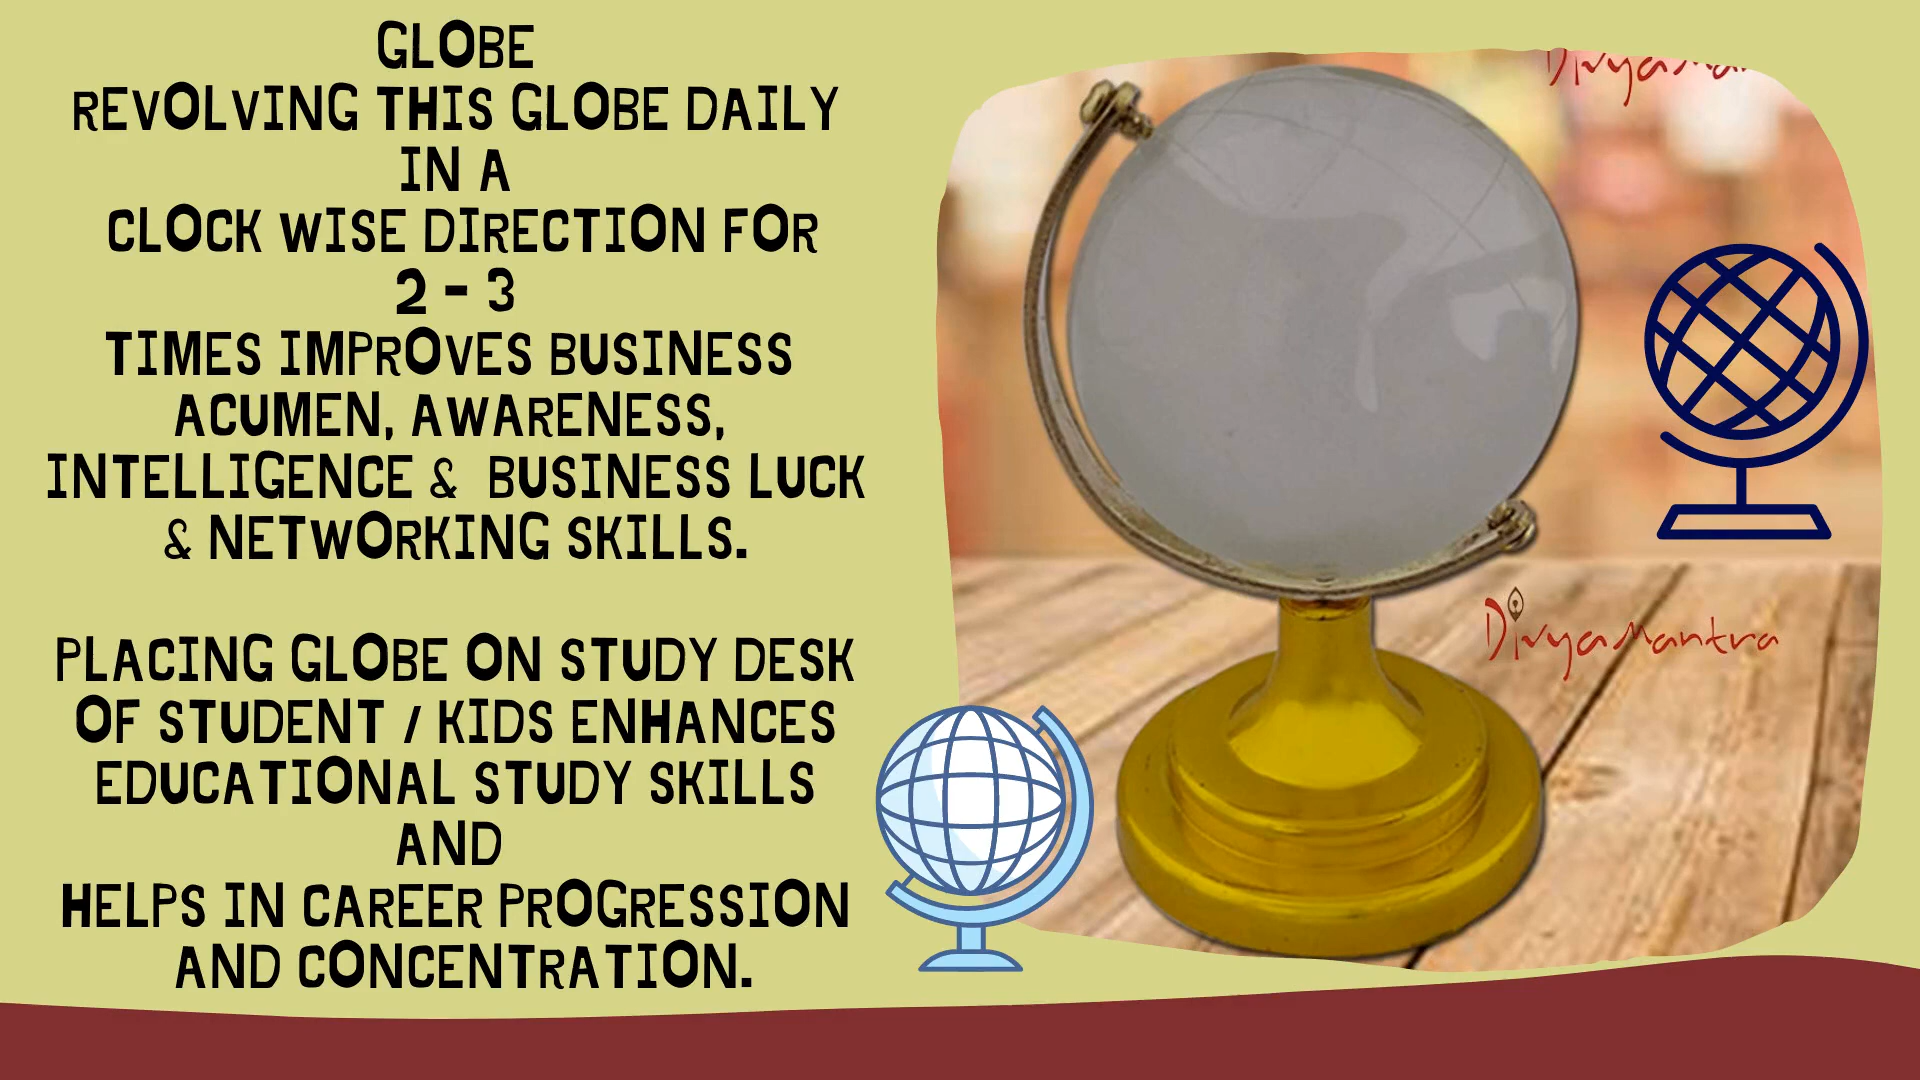 GLOBE
REVOLVING THIS GLOBE DAILY
IN A
CLOCK WISE DIRECTION FOR
2 - 3
TIMES IMPROVES BUSINESS
ACUMEN, AWARENESS,
INTELLIGENCE & BUSINESS LUCK
& NETWORKING SKILLS.
PLACING GLOBE ON STUDY DESK
OF STUDENT / KIDS ENHANCES
EDUCATIONAL STUDY SKILLS
AND
HELPS IN CAREER PROGRESSION
AND CONCENTRATION.
DivyaMantra